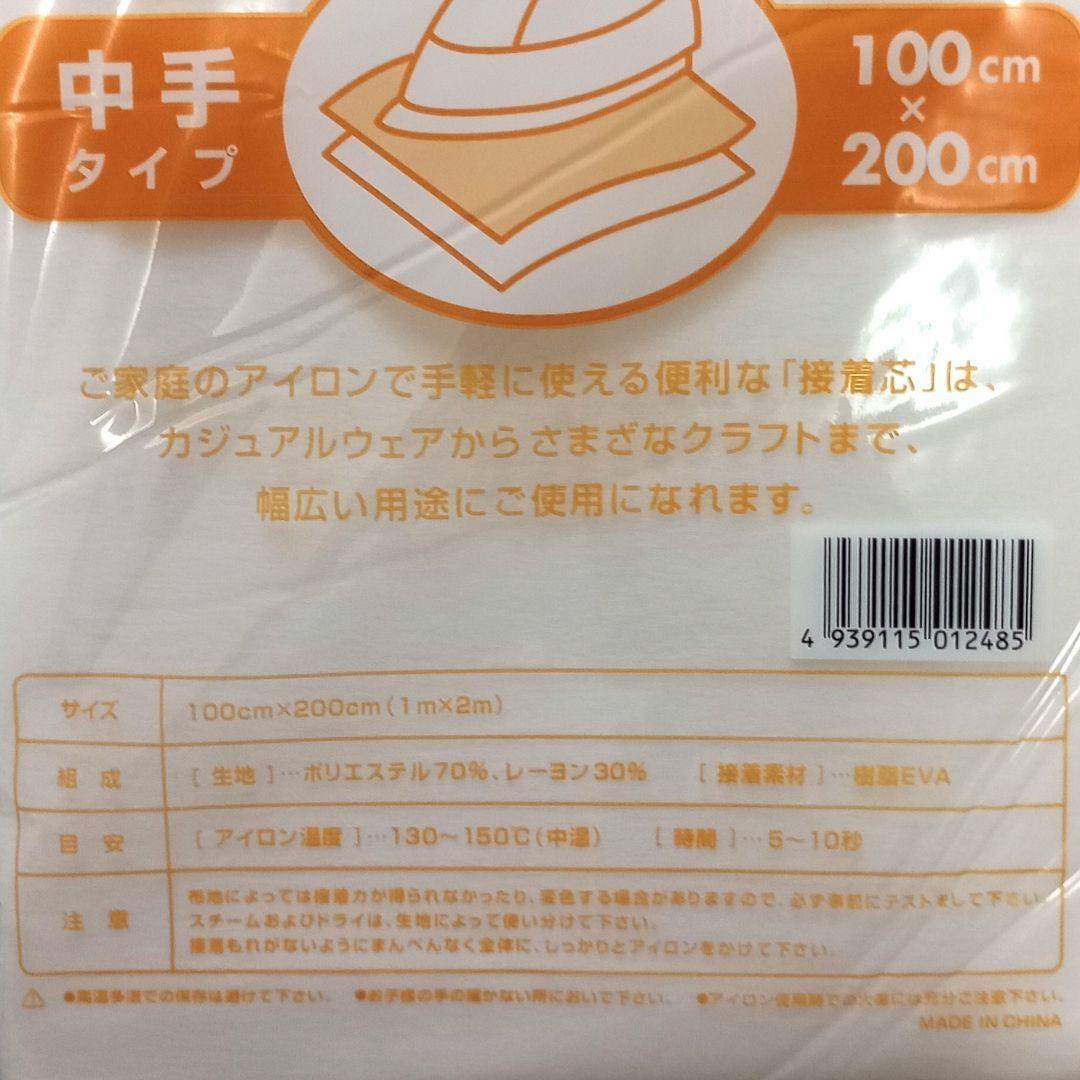 中手
タイプ
100cm
×
200cm
ご家庭のアイロンで手軽に使える便利な「接着芯」は、
カジュアルウェアからさまざなクラフトまで、
幅広い用途にご使用になれます。
4 939115 012485
サイズ 100cm×200cm(1m×2m)
組成 [生地]…ポリエステル70%、レーヨン30% [接着素材]…樹脂EVA
目安 [アイロン温度]…130〜150℃(中温) [時間]…5〜10秒
注意 布地によっては接着力が得られなかったり、変色する場合がありますので、必ず事前にテストをして下さい。
スチームおよびドライは、生地によって使い分けて下さい。
接着もれがないようにまんべんなく全体に、しっかりとアイロンをかけて下さい。
⚠ ●高温多湿での保存は避けて下さい。 ●お子様の手の届かない所において下さい。 ●アイロン使用時での火傷には充分ご注意下さい。
MADE IN CHINA